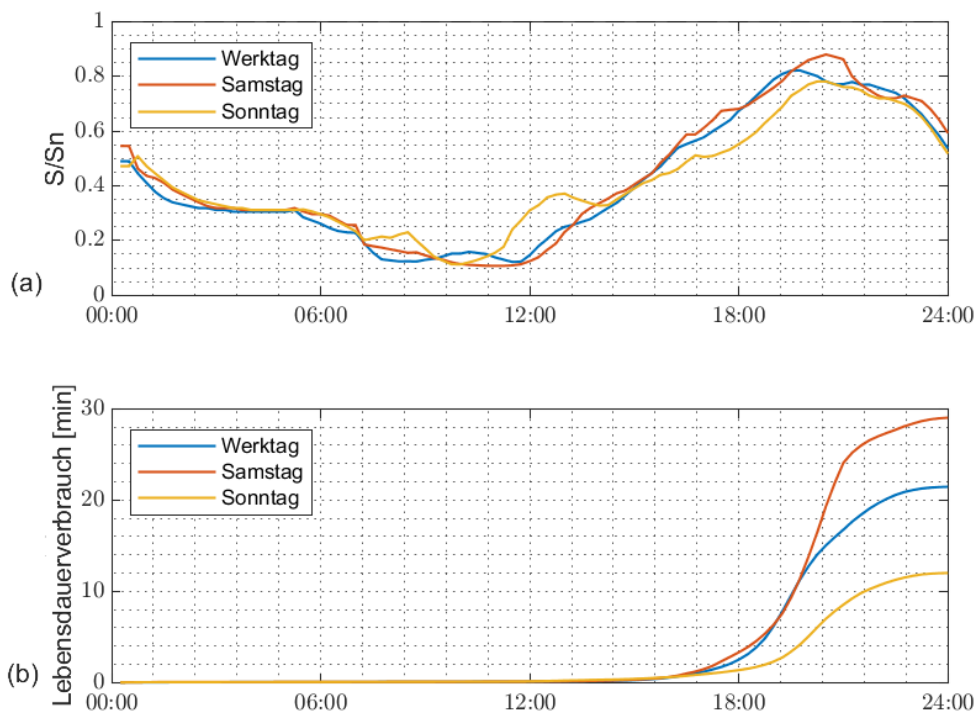 1
0.8
0.6
0.4
0.2
0
S/Sn
Werktag
Samstag
Sonntag
(a)
00:00 06:00 12:00 18:00 24:00
30
20
10
0
Lebensdauerverbrauch [min]
Werktag
Samstag
Sonntag
(b)
00:00 06:00 12:00 18:00 24:00